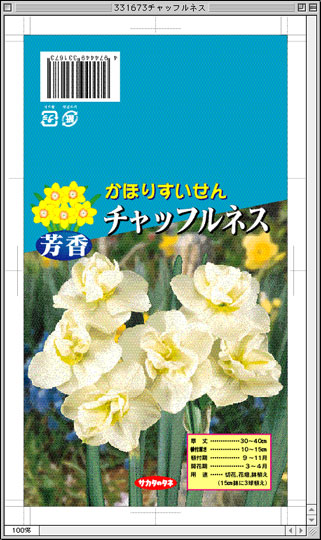 331673チャッフルネス
4974449331673
かほりすいせん
チャッフルネス
芳香
草　丈 ………… 30〜40cm
植付深さ ………… 10〜15cm
植付期 ………… 9〜11月
開花期 ………… 3〜4月
用　途 …… 切花、花壇、鉢植え
(15cm鉢に3球植え)
サカタのタネ
100%